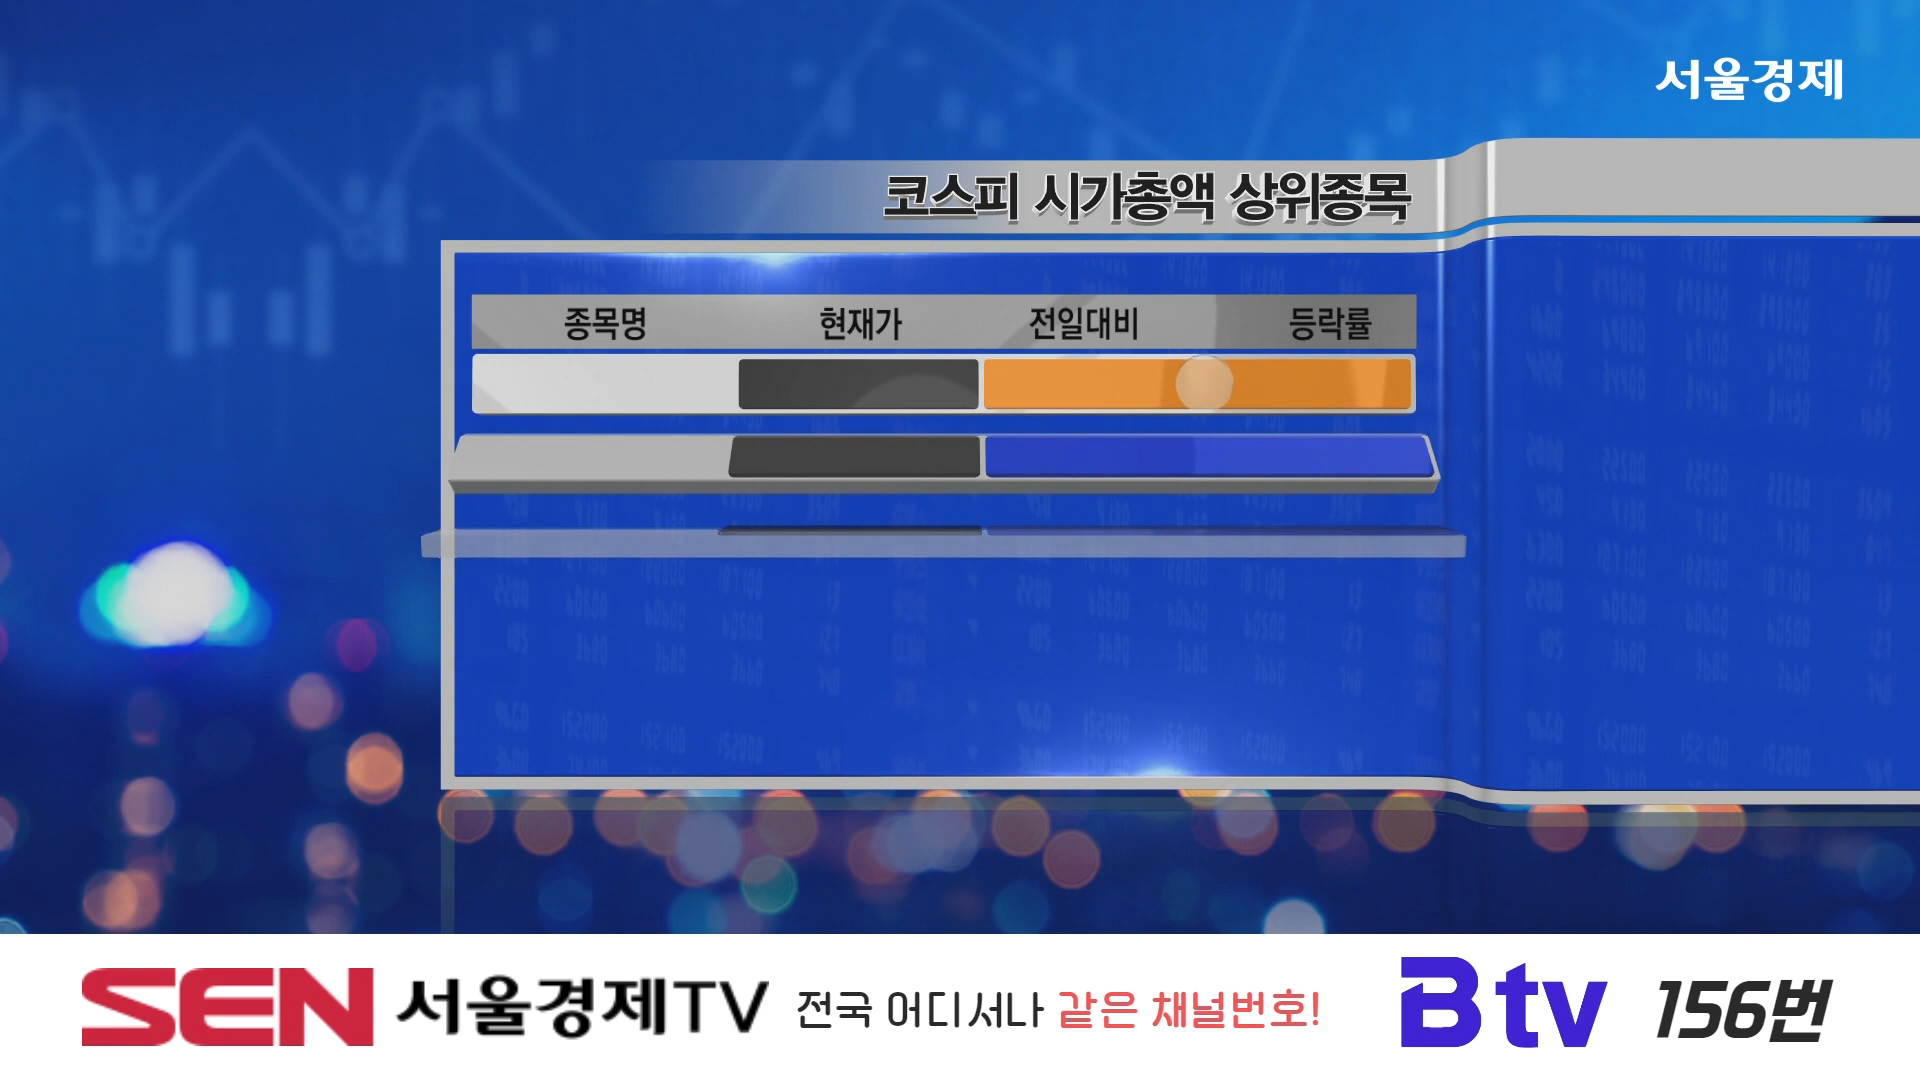 서울경제
코스피 시가총액 상위종목
종목명 현재가 전일대비 등락률
SEN 서울경제TV 전국 어디서나 같은 채널번호! B tv 156번